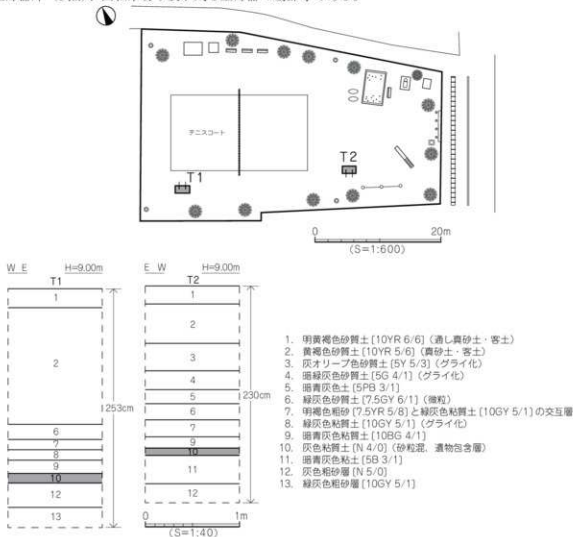 テニスコート
T1
T2
0 20m
(S=1:600)
W E H=9.00m
T1
1
2
6
7
8
9
10
12
13
253cm
E W H=9.00m
T2
1
2
3
4
5
6
7
9
10
11
12
230cm
0 1m
(S=1:40)
1. 明黄褐色砂質土 [10YR 6/6] (通し真砂土・客土)
2. 黄褐色砂質土 [10YR 5/6] (真砂土・客土)
3. 灰オリーブ色砂質土 [5Y 5/3] (グライ化)
4. 暗緑灰色砂質土 [5G 4/1] (グライ化)
5. 暗青灰色土 [5PB 3/1]
6. 緑灰色砂質土 [7.5GY 6/1] (微粒)
7. 明褐色粗砂 [7.5YR 5/8] と緑灰色粘質土 [10GY 5/1] の交互層
8. 緑灰色粘質土 [10GY 5/1] (グライ化)
9. 暗青灰色粘質土 [10BG 4/1]
10. 灰色粘質土 [N 4/0] (砂粒混、遺物包含層)
11. 暗青灰色粘土 [5B 3/1]
12. 灰色粗砂層 [N 5/0]
13. 緑灰色粗砂層 [10GY 5/1]